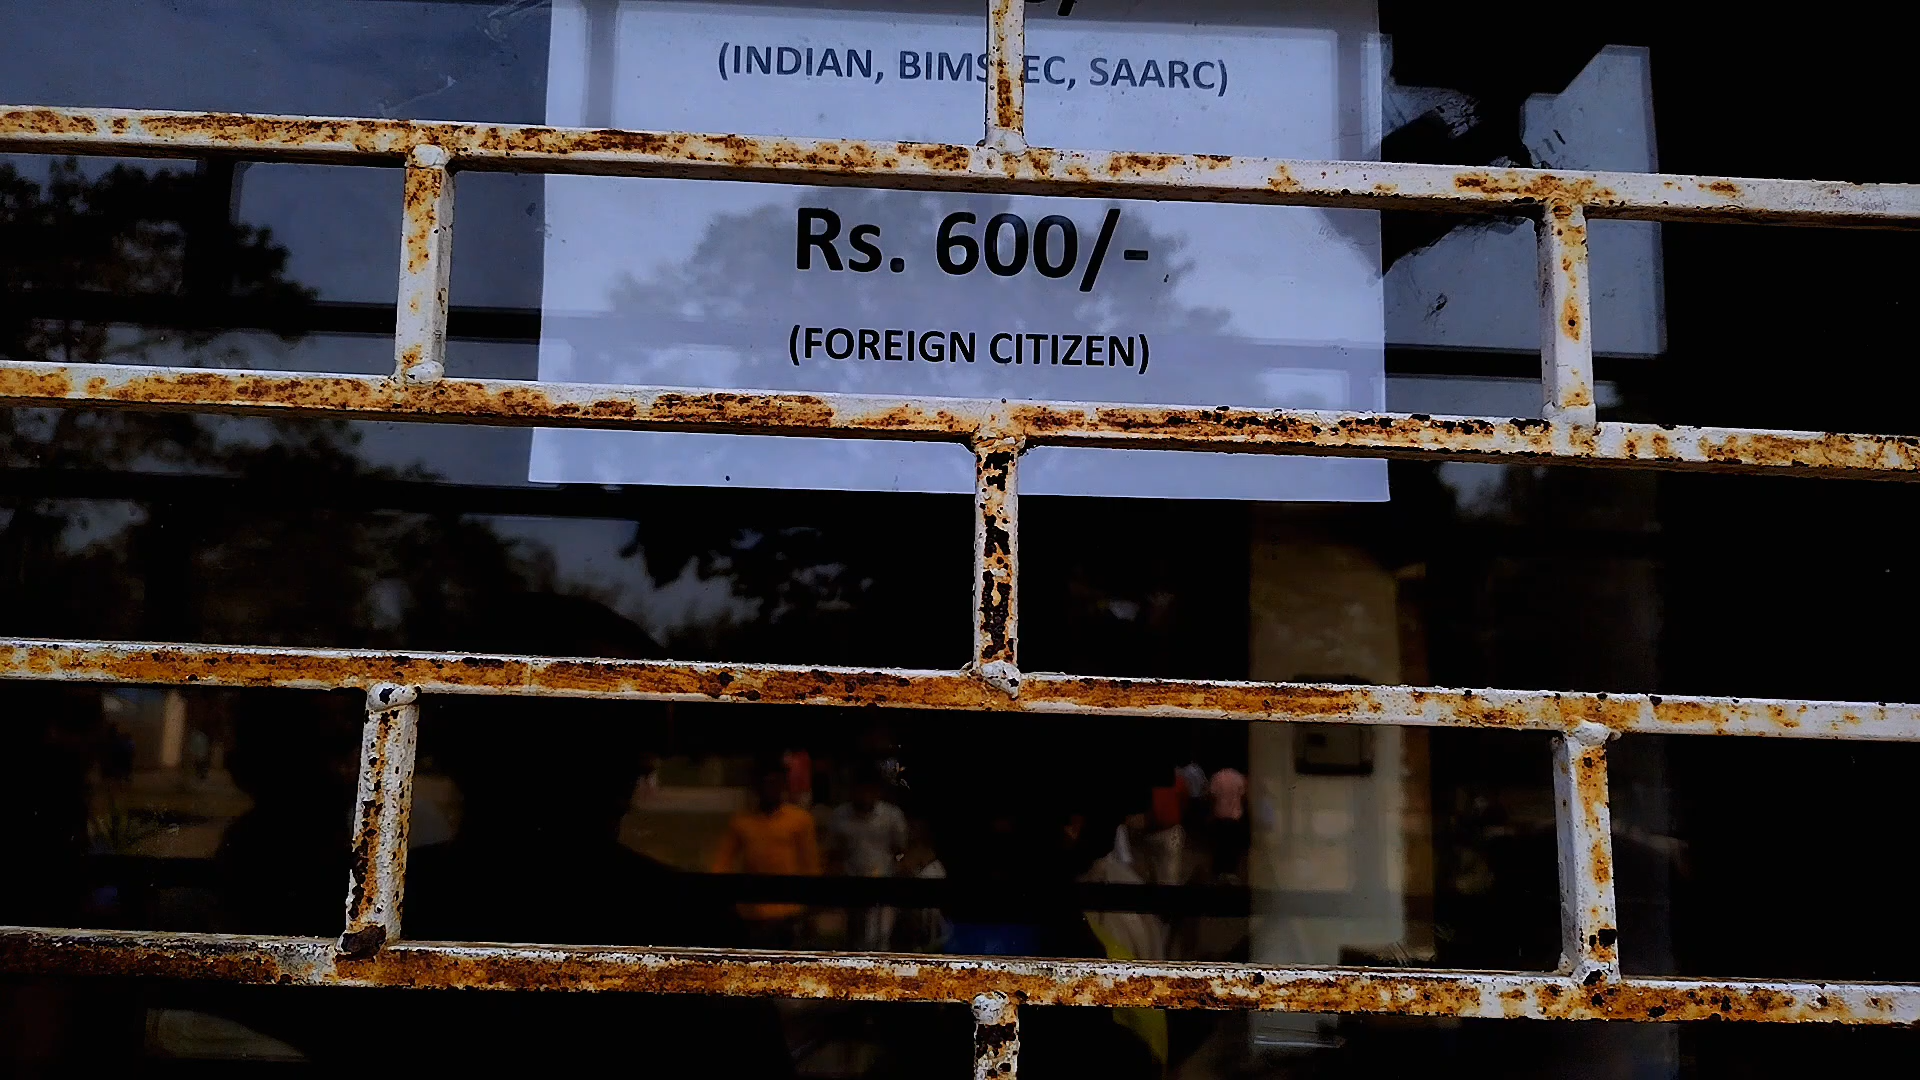 (INDIAN, BIMSTEC, SAARC)
Rs. 600/-
(FOREIGN CITIZEN)